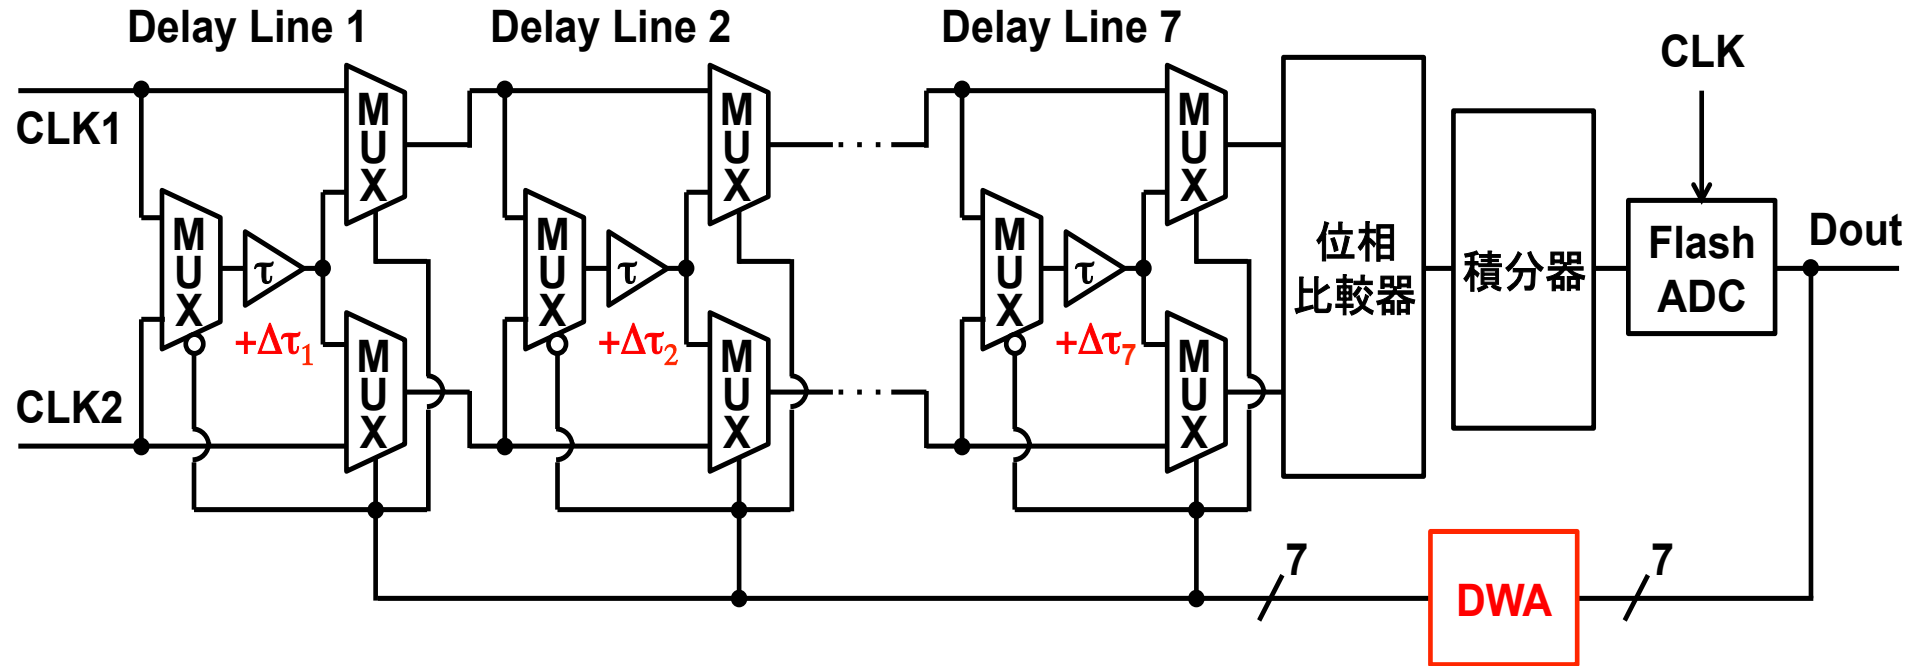 Delay Line 1
Delay Line 2
Delay Line 7
CLK
CLK1
MUX
MUX
MUX
MUX
τ
+Δτ1
MUX
MUX
τ
+Δτ2
MUX
MUX
τ
+Δτ7
MUX
MUX
位相
比較器
積分器
Flash
ADC
Dout
CLK2
7
DWA
7